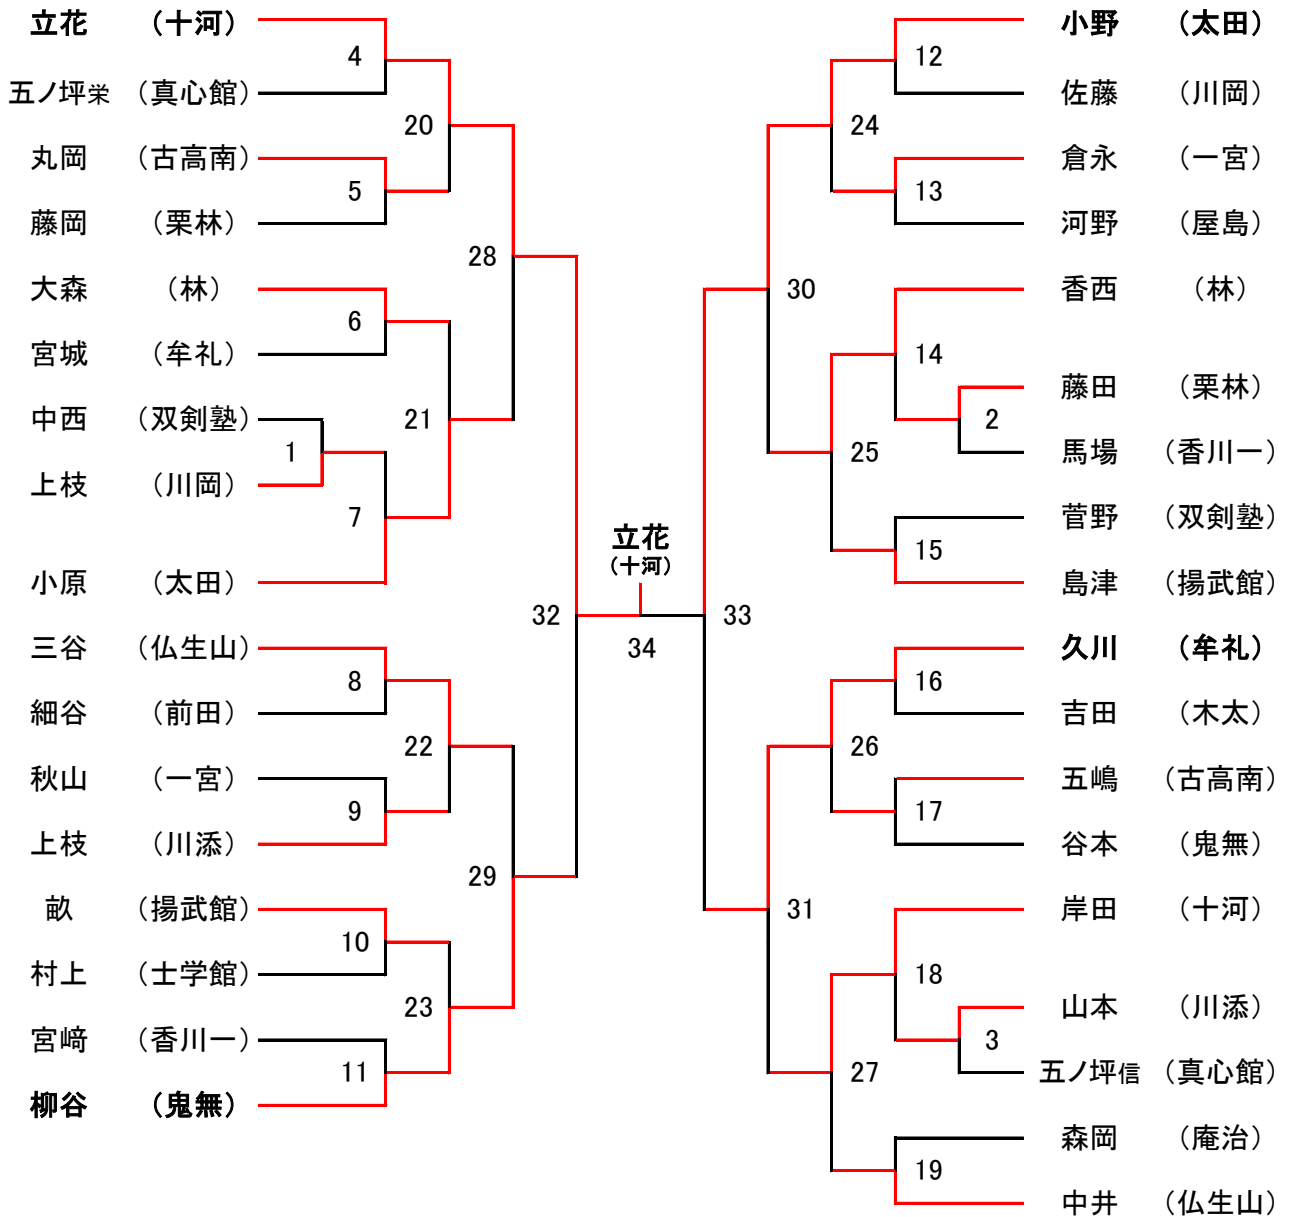 立花 （十河）
4
五ノ坪栄 （真心館）
20
丸岡 （古高南）
5
藤岡 （栗林）
28
大森 （林）
6
宮城 （牟礼）
中西 （双剣塾）
21
1
上枝 （川岡）
7
小原 （太田）
32
三谷 （仏生山）
8
細谷 （前田）
22
秋山 （一宮）
9
上枝 （川添）
29
畝 （揚武館）
10
村上 （士学館）
23
宮﨑 （香川一）
11
柳谷 （鬼無）
立花
（十河）
34
小野 （太田）
12
佐藤 （川岡）
24
倉永 （一宮）
13
河野 （屋島）
30
香西 （林）
14
藤田 （栗林）
2
馬場 （香川一）
25
菅野 （双剣塾）
15
島津 （揚武館）
33
久川 （牟礼）
16
吉田 （木太）
26
五嶋 （古高南）
17
谷本 （鬼無）
31
岸田 （十河）
18
山本 （川添）
3
五ノ坪信 （真心館）
27
森岡 （庵治）
19
中井 （仏生山）